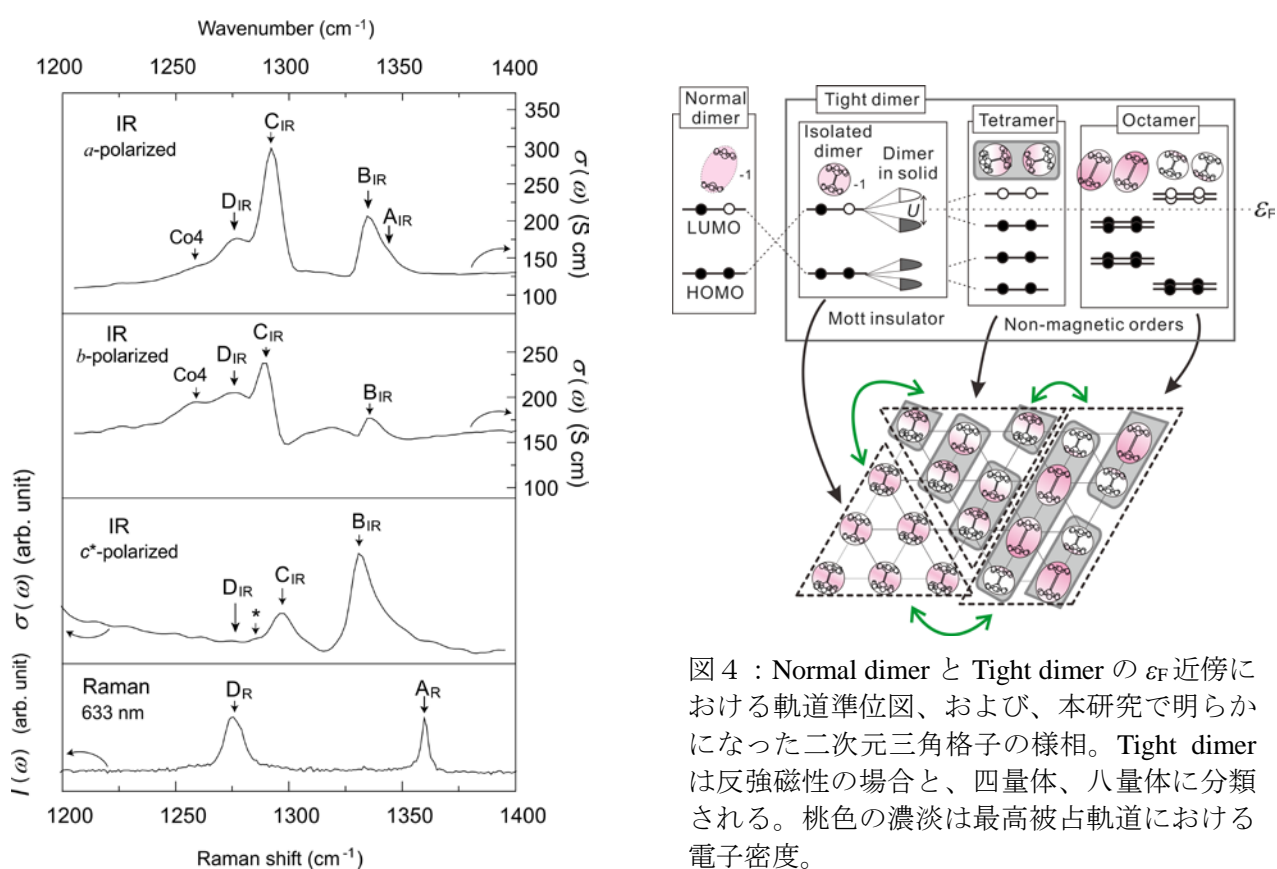 Wavenumber (cm⁻¹)
1200 1250 1300 1350 1400
IR
a-polarized
Co4
D_IR
C_IR
B_IR
A_IR
350
300
250
200
150
100
σ(ω) (S cm)
IR
b-polarized
Co4
D_IR
C_IR
B_IR
250
200
150
100
σ(ω) (S cm)
IR
c*-polarized
D_IR
*
C_IR
B_IR
σ(ω) (arb. unit)
Raman
633 nm
D_R
A_R
I(ω) (arb. unit)
1200 1250 1300 1350 1400
Raman shift (cm⁻¹)
Normal
dimer
-1
LUMO
HOMO
Tight dimer
Isolated
dimer
-1
Dimer
in solid
U
Tetramer
Octamer
ε_F
Mott insulator
Non-magnetic orders
図4：Normal dimer と Tight dimer の ε_F 近傍に
おける軌道準位図、および、本研究で明らか
になった二次元三角格子の様相。Tight dimer
は反強磁性の場合と、四量体、八量体に分類
される。桃色の濃淡は最高被占軌道における
電子密度。